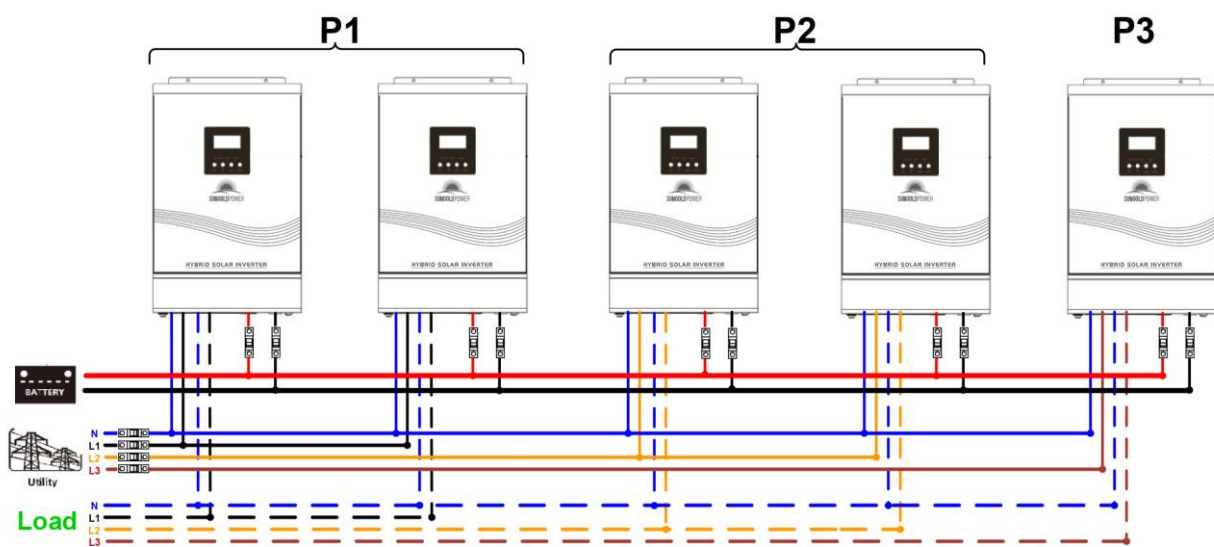 P1 P2 P3
SUNGOLDPOWER SUNGOLDPOWER SUNGOLDPOWER SUNGOLDPOWER SUNGOLDPOWER
HYBRID SOLAR INVERTER HYBRID SOLAR INVERTER HYBRID SOLAR INVERTER HYBRID SOLAR INVERTER HYBRID SOLAR INVERTER
BATTERY
N
L1
L2
L3
Utility
N
L1
L2
L3
Load